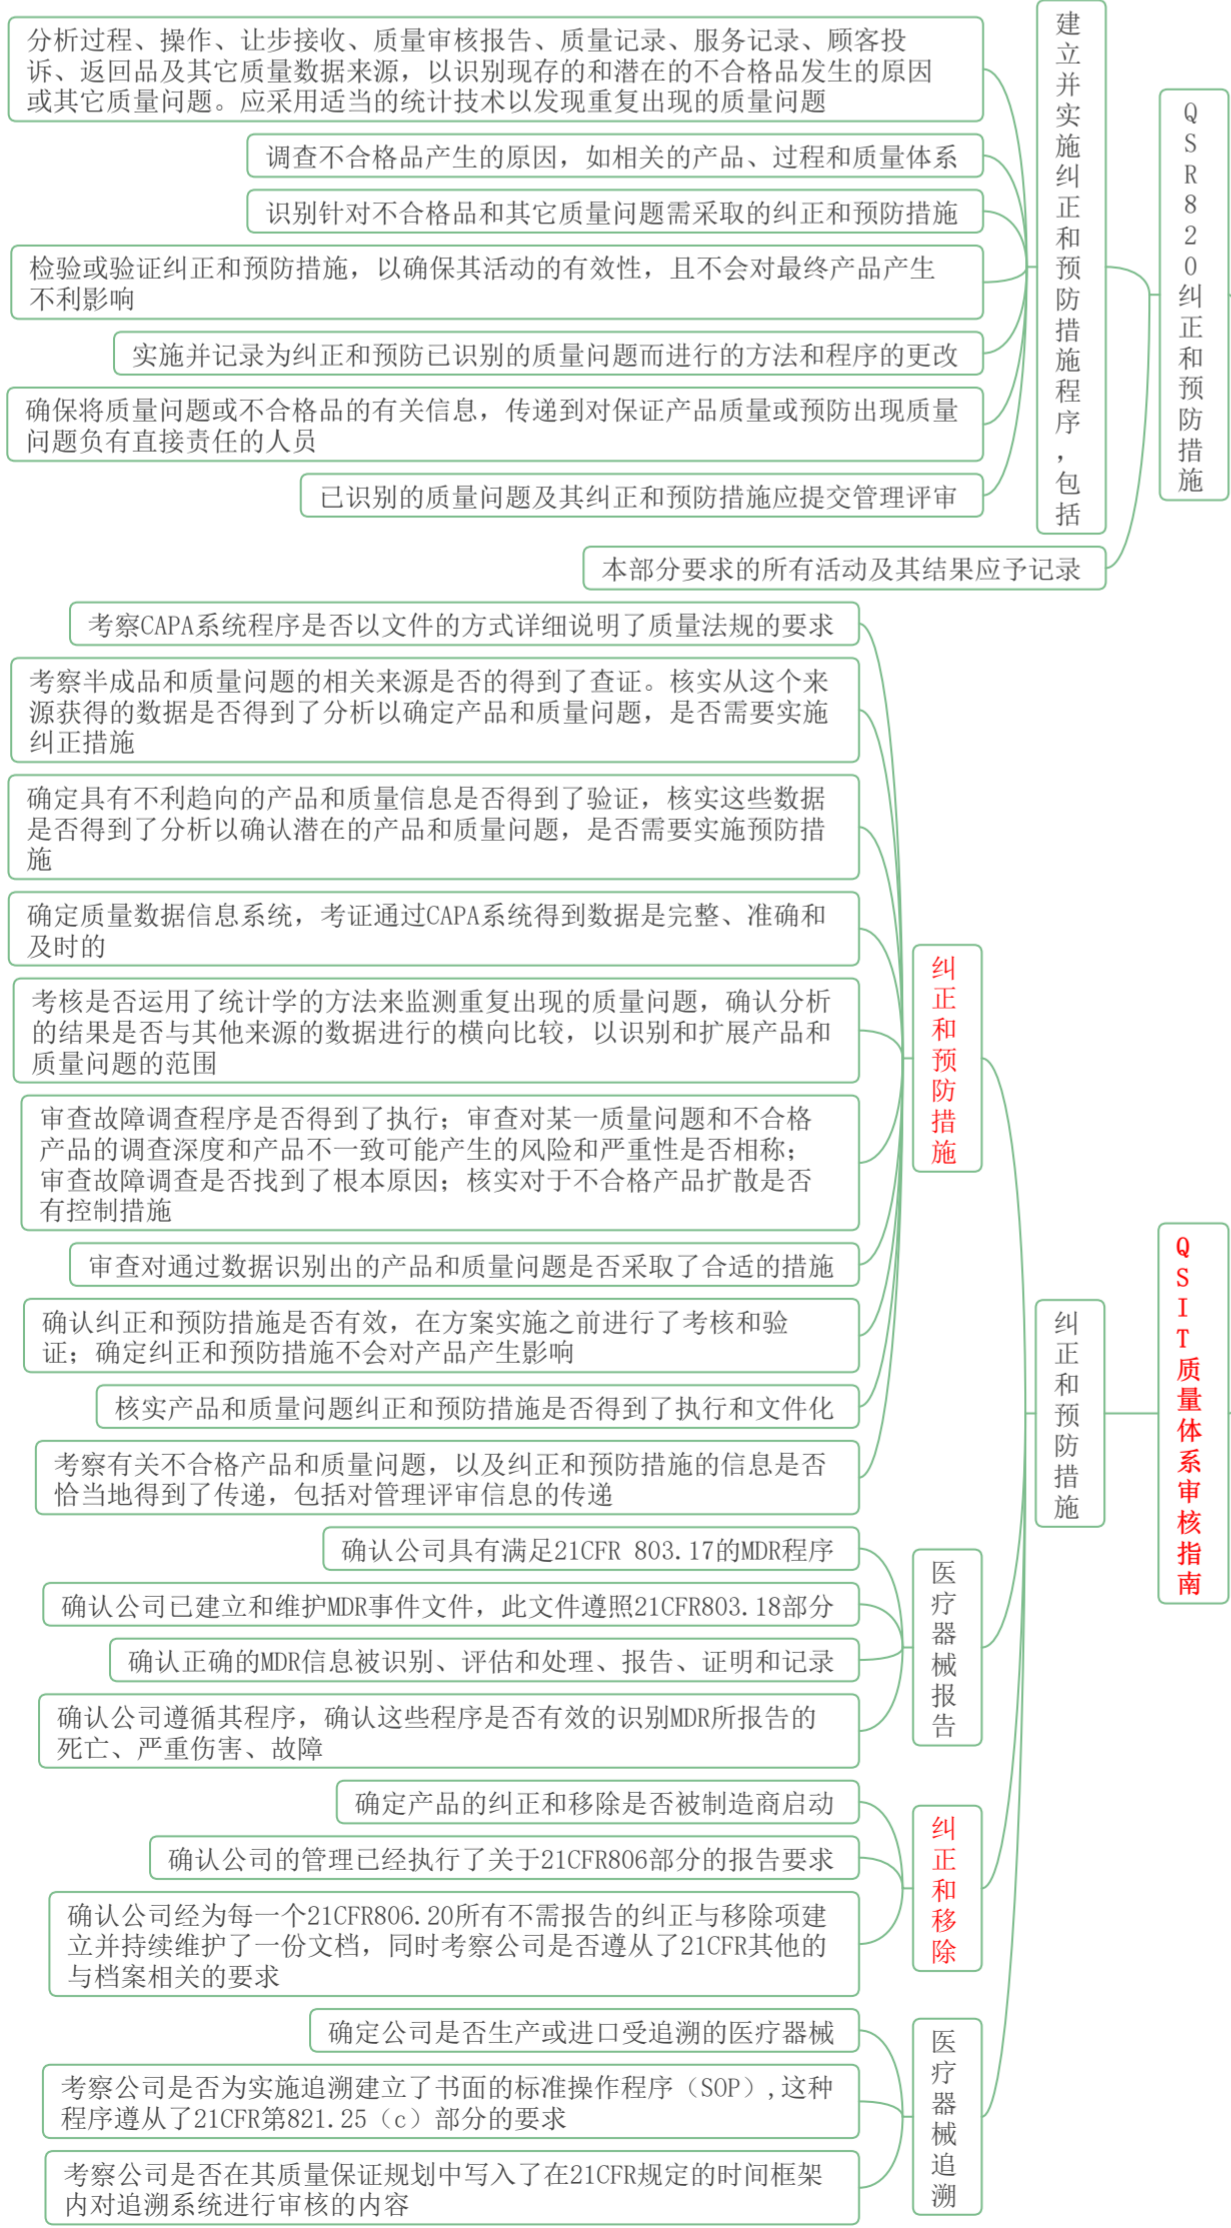 分析过程、操作、让步接收、质量审核报告、质量记录、服务记录、顾客投
诉、返回品及其它质量数据来源，以识别现存的和潜在的不合格品发生的原因
或其它质量问题。应采用适当的统计技术以发现重复出现的质量问题
调查不合格品产生的原因，如相关的产品、过程和质量体系
识别针对不合格品和其它质量问题需采取的纠正和预防措施
检验或验证纠正和预防措施，以确保其活动的有效性，且不会对最终产品产生
不利影响
实施并记录为纠正和预防已识别的质量问题而进行的方法和程序的更改
确保将质量问题或不合格品的有关信息，传递到对保证产品质量或预防出现质量
问题负有直接责任的人员
已识别的质量问题及其纠正和预防措施应提交管理评审
建立并实施纠正和预防措施程序，包括
本部分要求的所有活动及其结果应予记录
QSR820纠正和预防措施
考察CAPA系统程序是否以文件的方式详细说明了质量法规的要求
考察半成品和质量问题的相关来源是否的得到了查证。核实从这个来
源获得的数据是否得到了分析以确定产品和质量问题，是否需要实施
纠正措施
确定具有不利趋向的产品和质量信息是否得到了验证，核实这些数据
是否得到了分析以确认潜在的产品和质量问题，是否需要实施预防措
施
确定质量数据信息系统，考证通过CAPA系统得到数据是完整、准确和
及时的
考核是否运用了统计学的方法来监测重复出现的质量问题，确认分析
的结果是否与其他来源的数据进行的横向比较，以识别和扩展产品和
质量问题的范围
审查故障调查程序是否得到了执行；审查对某一质量问题和不合格
产品的调查深度和产品不一致可能产生的风险和严重性是否相称；
审查故障调查是否找到了根本原因；核实对于不合格产品扩散是否
有控制措施
审查对通过数据识别出的产品和质量问题是否采取了合适的措施
确认纠正和预防措施是否有效，在方案实施之前进行了考核和验
证；确定纠正和预防措施不会对产品产生影响
核实产品和质量问题纠正和预防措施是否得到了执行和文件化
考察有关不合格产品和质量问题，以及纠正和预防措施的信息是否
恰当地得到了传递，包括对管理评审信息的传递
纠正和预防措施
确认公司具有满足21CFR 803.17的MDR程序
确认公司已建立和维护MDR事件文件，此文件遵照21CFR803.18部分
确认正确的MDR信息被识别、评估和处理、报告、证明和记录
确认公司遵循其程序，确认这些程序是否有效的识别MDR所报告的
死亡、严重伤害、故障
医疗器械报告
确定产品的纠正和移除是否被制造商启动
确认公司的管理已经执行了关于21CFR806部分的报告要求
确认公司经为每一个21CFR806.20所有不需报告的纠正与移除项建
立并持续维护了一份文档，同时考察公司是否遵从了21CFR其他的
与档案相关的要求
纠正和移除
确定公司是否生产或进口受追溯的医疗器械
考察公司是否为实施追溯建立了书面的标准操作程序（SOP）,这种
程序遵从了21CFR第821.25（c）部分的要求
考察公司是否在其质量保证规划中写入了在21CFR规定的时间框架
内对追溯系统进行审核的内容
医疗器械追溯
纠正和预防措施
QSIT质量体系审核指南